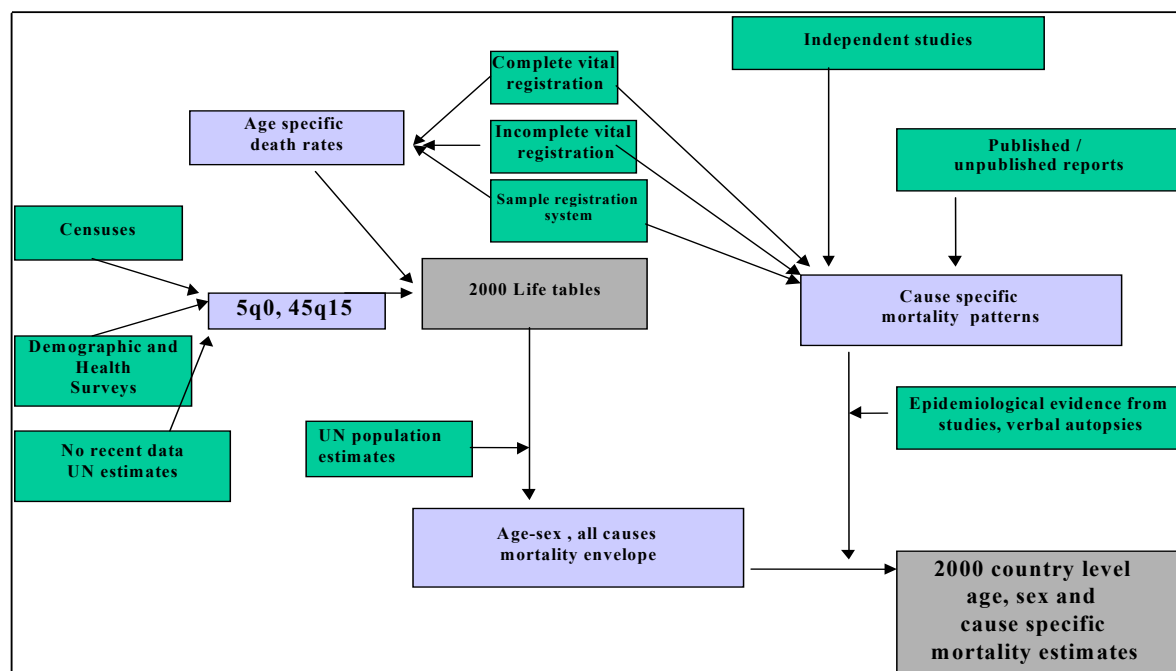 Independent studies
Complete vital
registration
Age specific
death rates
Incomplete vital
registration
Published /
unpublished reports
Sample registration
system
Censuses
5q0, 45q15
2000 Life tables
Cause specific
mortality patterns
Demographic and
Health
Surveys
Epidemiological evidence from
studies, verbal autopsies
No recent data
UN estimates
UN population
estimates
Age-sex , all causes
mortality envelope
2000 country level
age, sex and
cause specific
mortality estimates